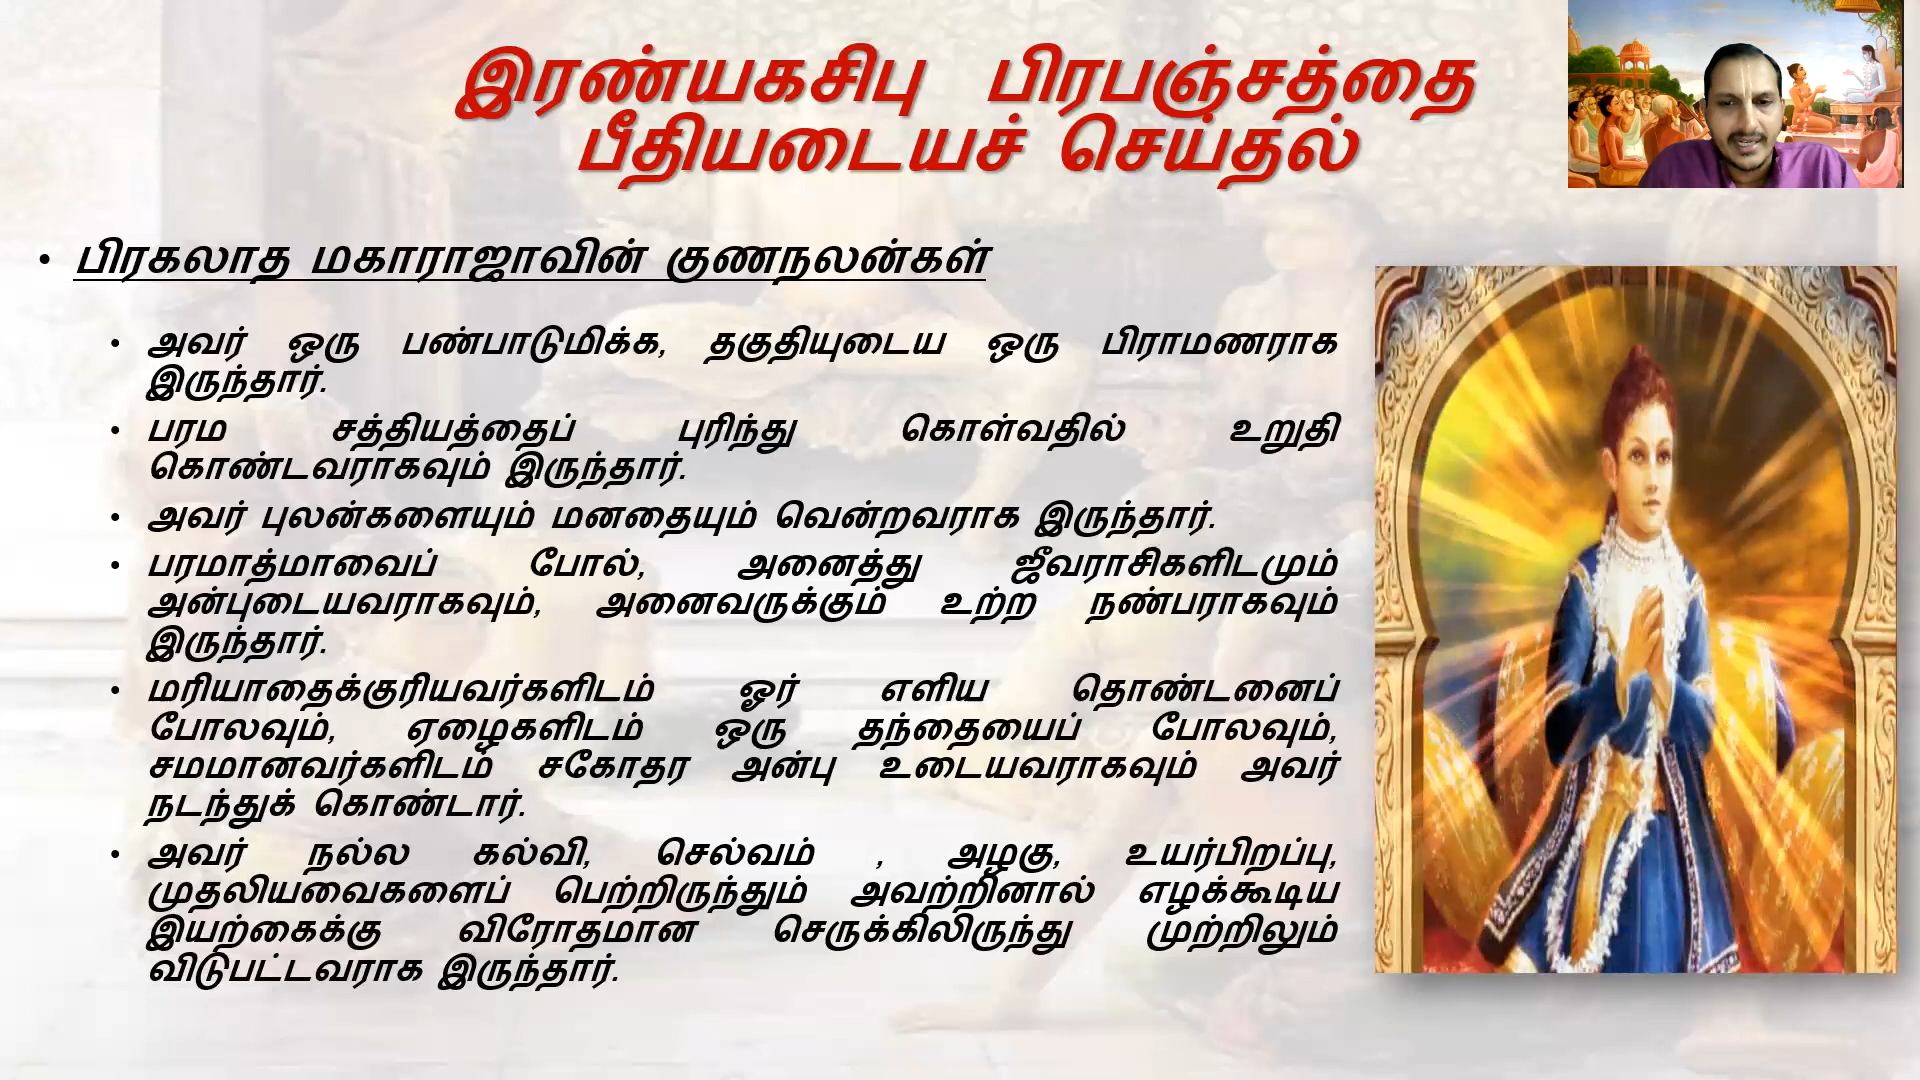 இரண்யகசிபு பிரபஞ்சத்தை
பீதியடையச் செய்தல்
• பிரகலாத மகாராஜாவின் குணநலன்கள்
• அவர் ஒரு பண்பாடுமிக்க, தகுதியுடைய ஒரு பிராமணராக
இருந்தார்.
• பரம சத்தியத்தைப் புரிந்து கொள்வதில் உறுதி
கொண்டவராகவும் இருந்தார்.
• அவர் புலன்களையும் மனதையும் வென்றவராக இருந்தார்.
• பரமாத்மாவைப் போல், அனைத்து ஜீவராசிகளிடமும்
அன்புடையவராகவும், அனைவருக்கும் உற்ற நண்பராகவும்
இருந்தார்.
• மரியாதைக்குரியவர்களிடம் ஓர் எளிய தொண்டனைப்
போலவும், ஏழைகளிடம் ஒரு தந்தையைப் போலவும்,
சமமானவர்களிடம் சகோதர அன்பு உடையவராகவும் அவர்
நடந்துக் கொண்டார்.
• அவர் நல்ல கல்வி, செல்வம் , அழகு, உயர்பிறப்பு,
முதலியவைகளைப் பெற்றிருந்தும் அவற்றினால் எழக்கூடிய
இயற்கைக்கு விரோதமான செருக்கிலிருந்து முற்றிலும்
விடுபட்டவராக இருந்தார்.